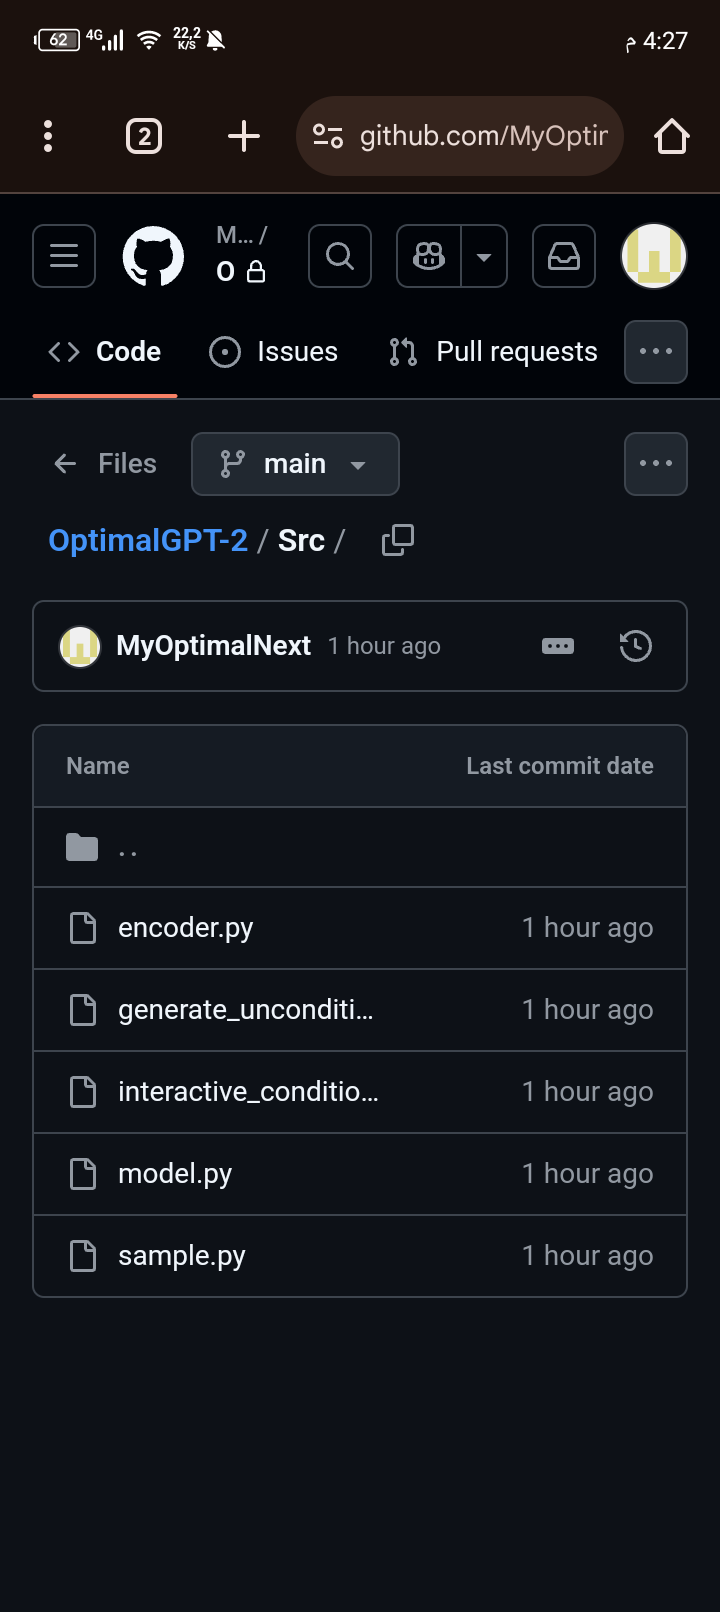 62 4G 22,2 K/S 4:27 م
2 github.com/MyOptir
M... /
O
Code Issues Pull requests
Files main
OptimalGPT-2 / Src /
MyOptimalNext 1 hour ago
Name Last commit date
..
encoder.py 1 hour ago
generate_unconditi... 1 hour ago
interactive_conditio... 1 hour ago
model.py 1 hour ago
sample.py 1 hour ago